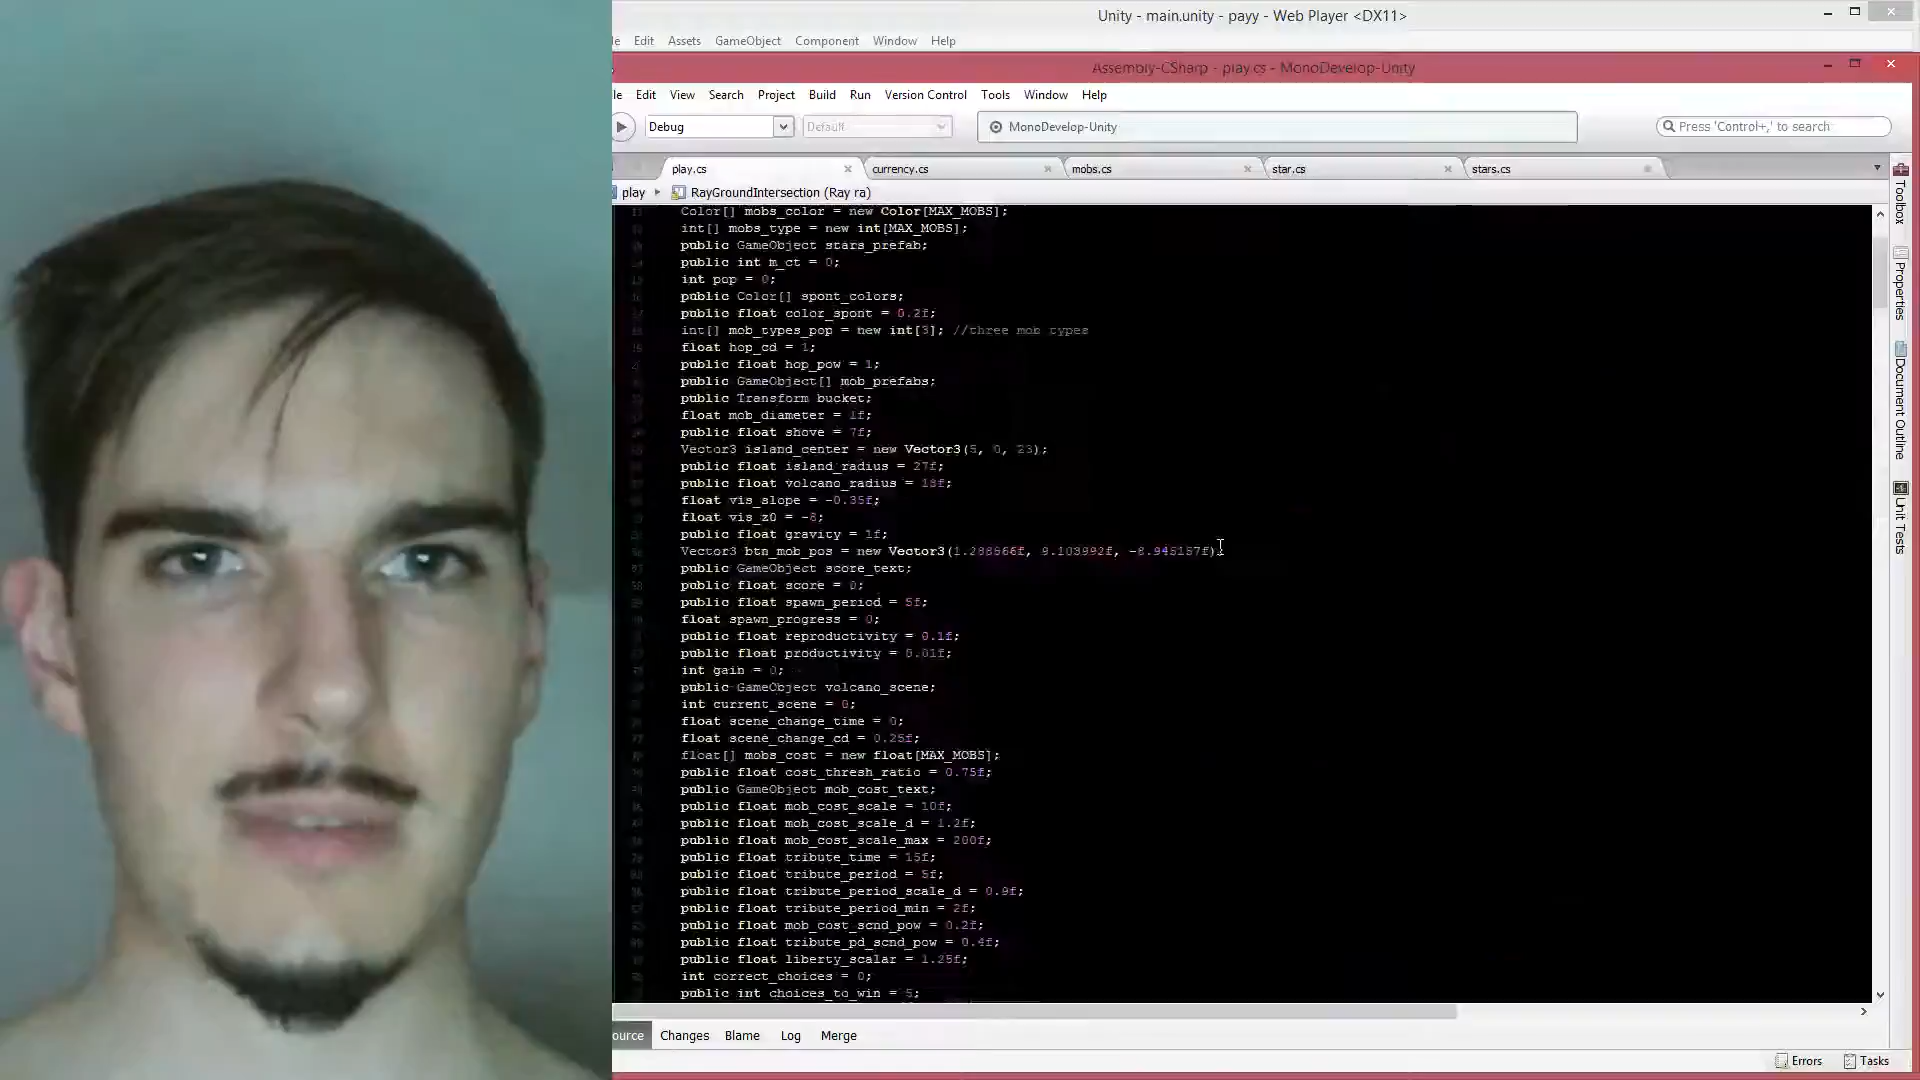 Unity - main.unity - payy - Web Player <DX11>
Edit Assets GameObject Component Window Help
Assembly-CSharp - play.cs - MonoDevelop-Unity
Edit View Search Project Build Run Version Control Tools Window Help
Debug Default MonoDevelop-Unity Press 'Control+,' to search
play.cs currency.cs mobs.cs star.cs stars.cs
play RayGroundIntersection (Ray ra)
Color[] mobs_color = new Color[MAX_MOBS];
int[] mobs_type = new int[MAX_MOBS];
public GameObject stars_prefab;
public int m_ct = 0;
int pop = 0;
public Color[] spont_colors;
public float color_spont = 0.2f;
int[] mob_types_pop = new int[3]; //three mob types
float hop_cd = 1;
public float hop_pow = 1;
public GameObject[] mob_prefabs;
public Transform bucket;
float mob_diameter = 1f;
public float shove = 7f;
Vector3 island_center = new Vector3(5, 0, 23);
public float island_radius = 27f;
public float volcano_radius =
float vis_slope = -0.35f;
float vis_z0 =
public float gravity = 1f;
Vector3 btn_mob_pos = new
public GameObject score_text;
public float score = 0;
public float spawn_period = 5f;
float spawn_progress = 0;
public float reproductivity = 0.1f;
public float productivity = 0.01f;
int gain = 0;
public GameObject volcano_scene;
int current_scene = 0;
float scene_change_time = 0;
float scene_change_cd = 0.25f;
float[] mobs_cost = new float[MAX_MOBS];
public float cost_thresh_ratio = 0.75f;
public GameObject mob_cost_text;
public float mob_cost_scale = 10f;
public float mob_cost_scale_d = 1.2f;
public float mob_cost_scale_max = 200f;
public float tribute_time = 15f;
public float tribute_period = 5f;
public float tribute_period_scale_d = 0.9f;
public float tribute_period_min = 2f;
public float mob_cost_scnd_pow = 0.2f;
public float tribute_pd_scnd_pow = 0.4f;
public float liberty_scalar = 1.25f;
int correct_choices = 0;
public int choices_to_win = 5;
Changes Blame Log Merge
Errors Tasks
Toolbox
Properties
Document Outline
Unit Tests